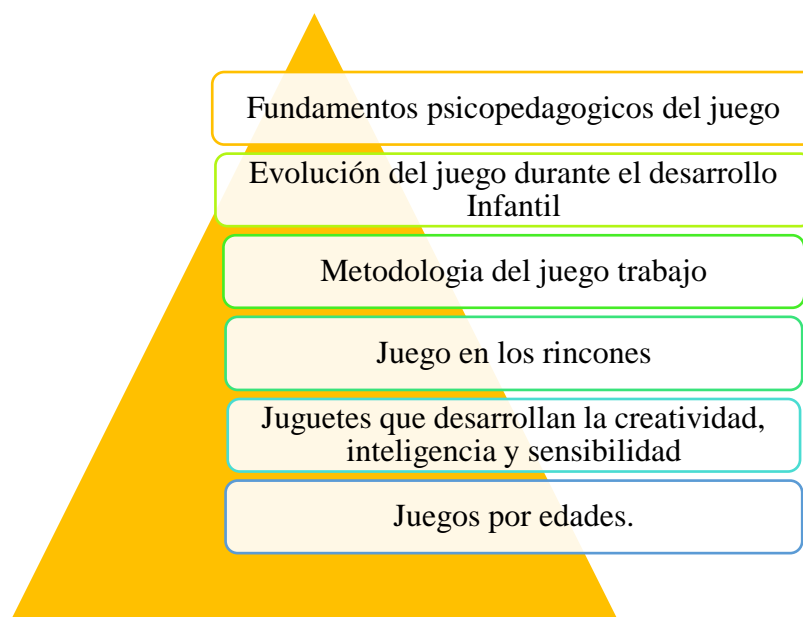 Fundamentos psicopedagogicos del juego
Evolución del juego durante el desarrollo
Infantil
Metodologia del juego trabajo
Juego en los rincones
Juguetes que desarrollan la creatividad,
inteligencia y sensibilidad
Juegos por edades.